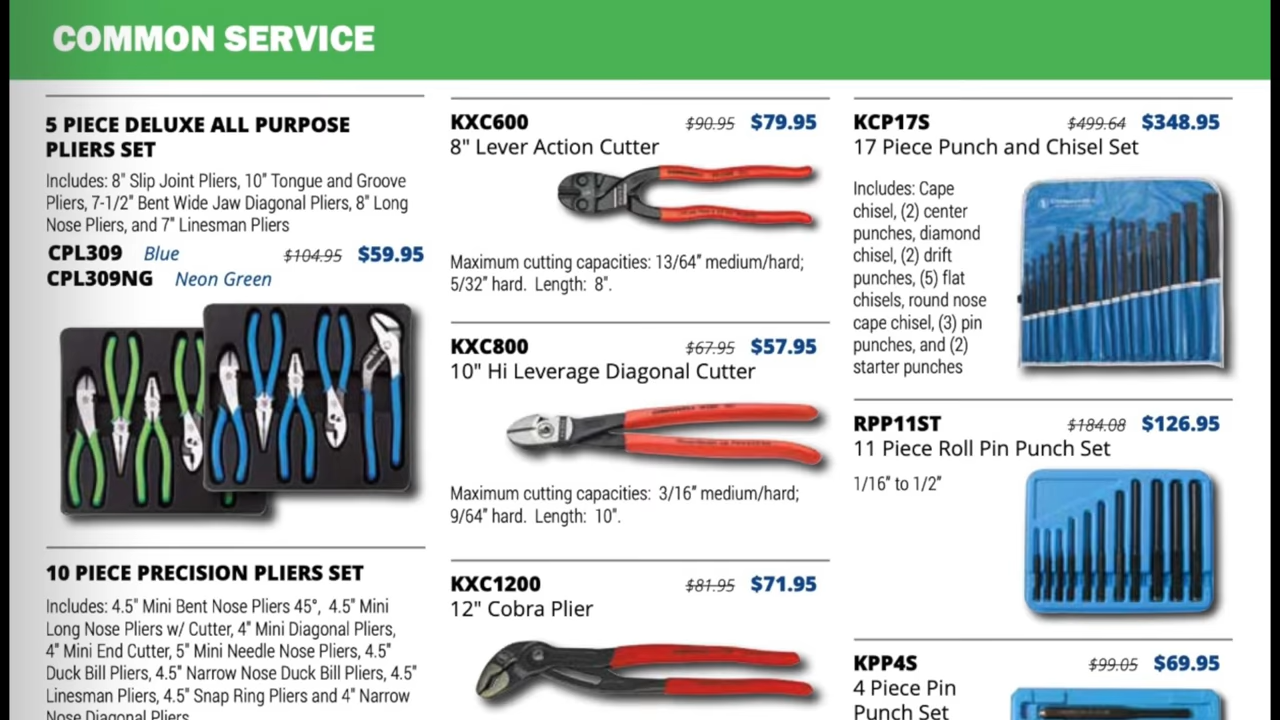 COMMON SERVICE
5 PIECE DELUXE ALL PURPOSE
PLIERS SET
Includes: 8" Slip Joint Pliers, 10" Tongue and Groove
Pliers, 7-1/2" Bent Wide Jaw Diagonal Pliers, 8" Long
Nose Pliers, and 7" Linesman Pliers
CPL309 Blue $104.95 $59.95
CPL309NG Neon Green
10 PIECE PRECISION PLIERS SET
Includes: 4.5" Mini Bent Nose Pliers 45°, 4.5" Mini
Long Nose Pliers w/ Cutter, 4" Mini Diagonal Pliers,
4" Mini End Cutter, 5" Mini Needle Nose Pliers, 4.5"
Duck Bill Pliers, 4.5" Narrow Nose Duck Bill Pliers, 4.5"
Linesman Pliers, 4.5" Snap Ring Pliers and 4" Narrow
Nose Diagonal Pliers
KXC600 $90.95 $79.95
8" Lever Action Cutter
Maximum cutting capacities: 13/64" medium/hard;
5/32" hard. Length: 8".
KXC800 $67.95 $57.95
10" Hi Leverage Diagonal Cutter
Maximum cutting capacities: 3/16" medium/hard;
9/64" hard. Length: 10".
KXC1200 $81.95 $71.95
12" Cobra Plier
KCP17S $499.64 $348.95
17 Piece Punch and Chisel Set
Includes: Cape
chisel, (2) center
punches, diamond
chisel, (2) drift
punches, (5) flat
chisels, round nose
cape chisel, (3) pin
punches, and (2)
starter punches
RPP11ST $184.08 $126.95
11 Piece Roll Pin Punch Set
1/16" to 1/2"
KPP4S $99.05 $69.95
4 Piece Pin
Punch Set